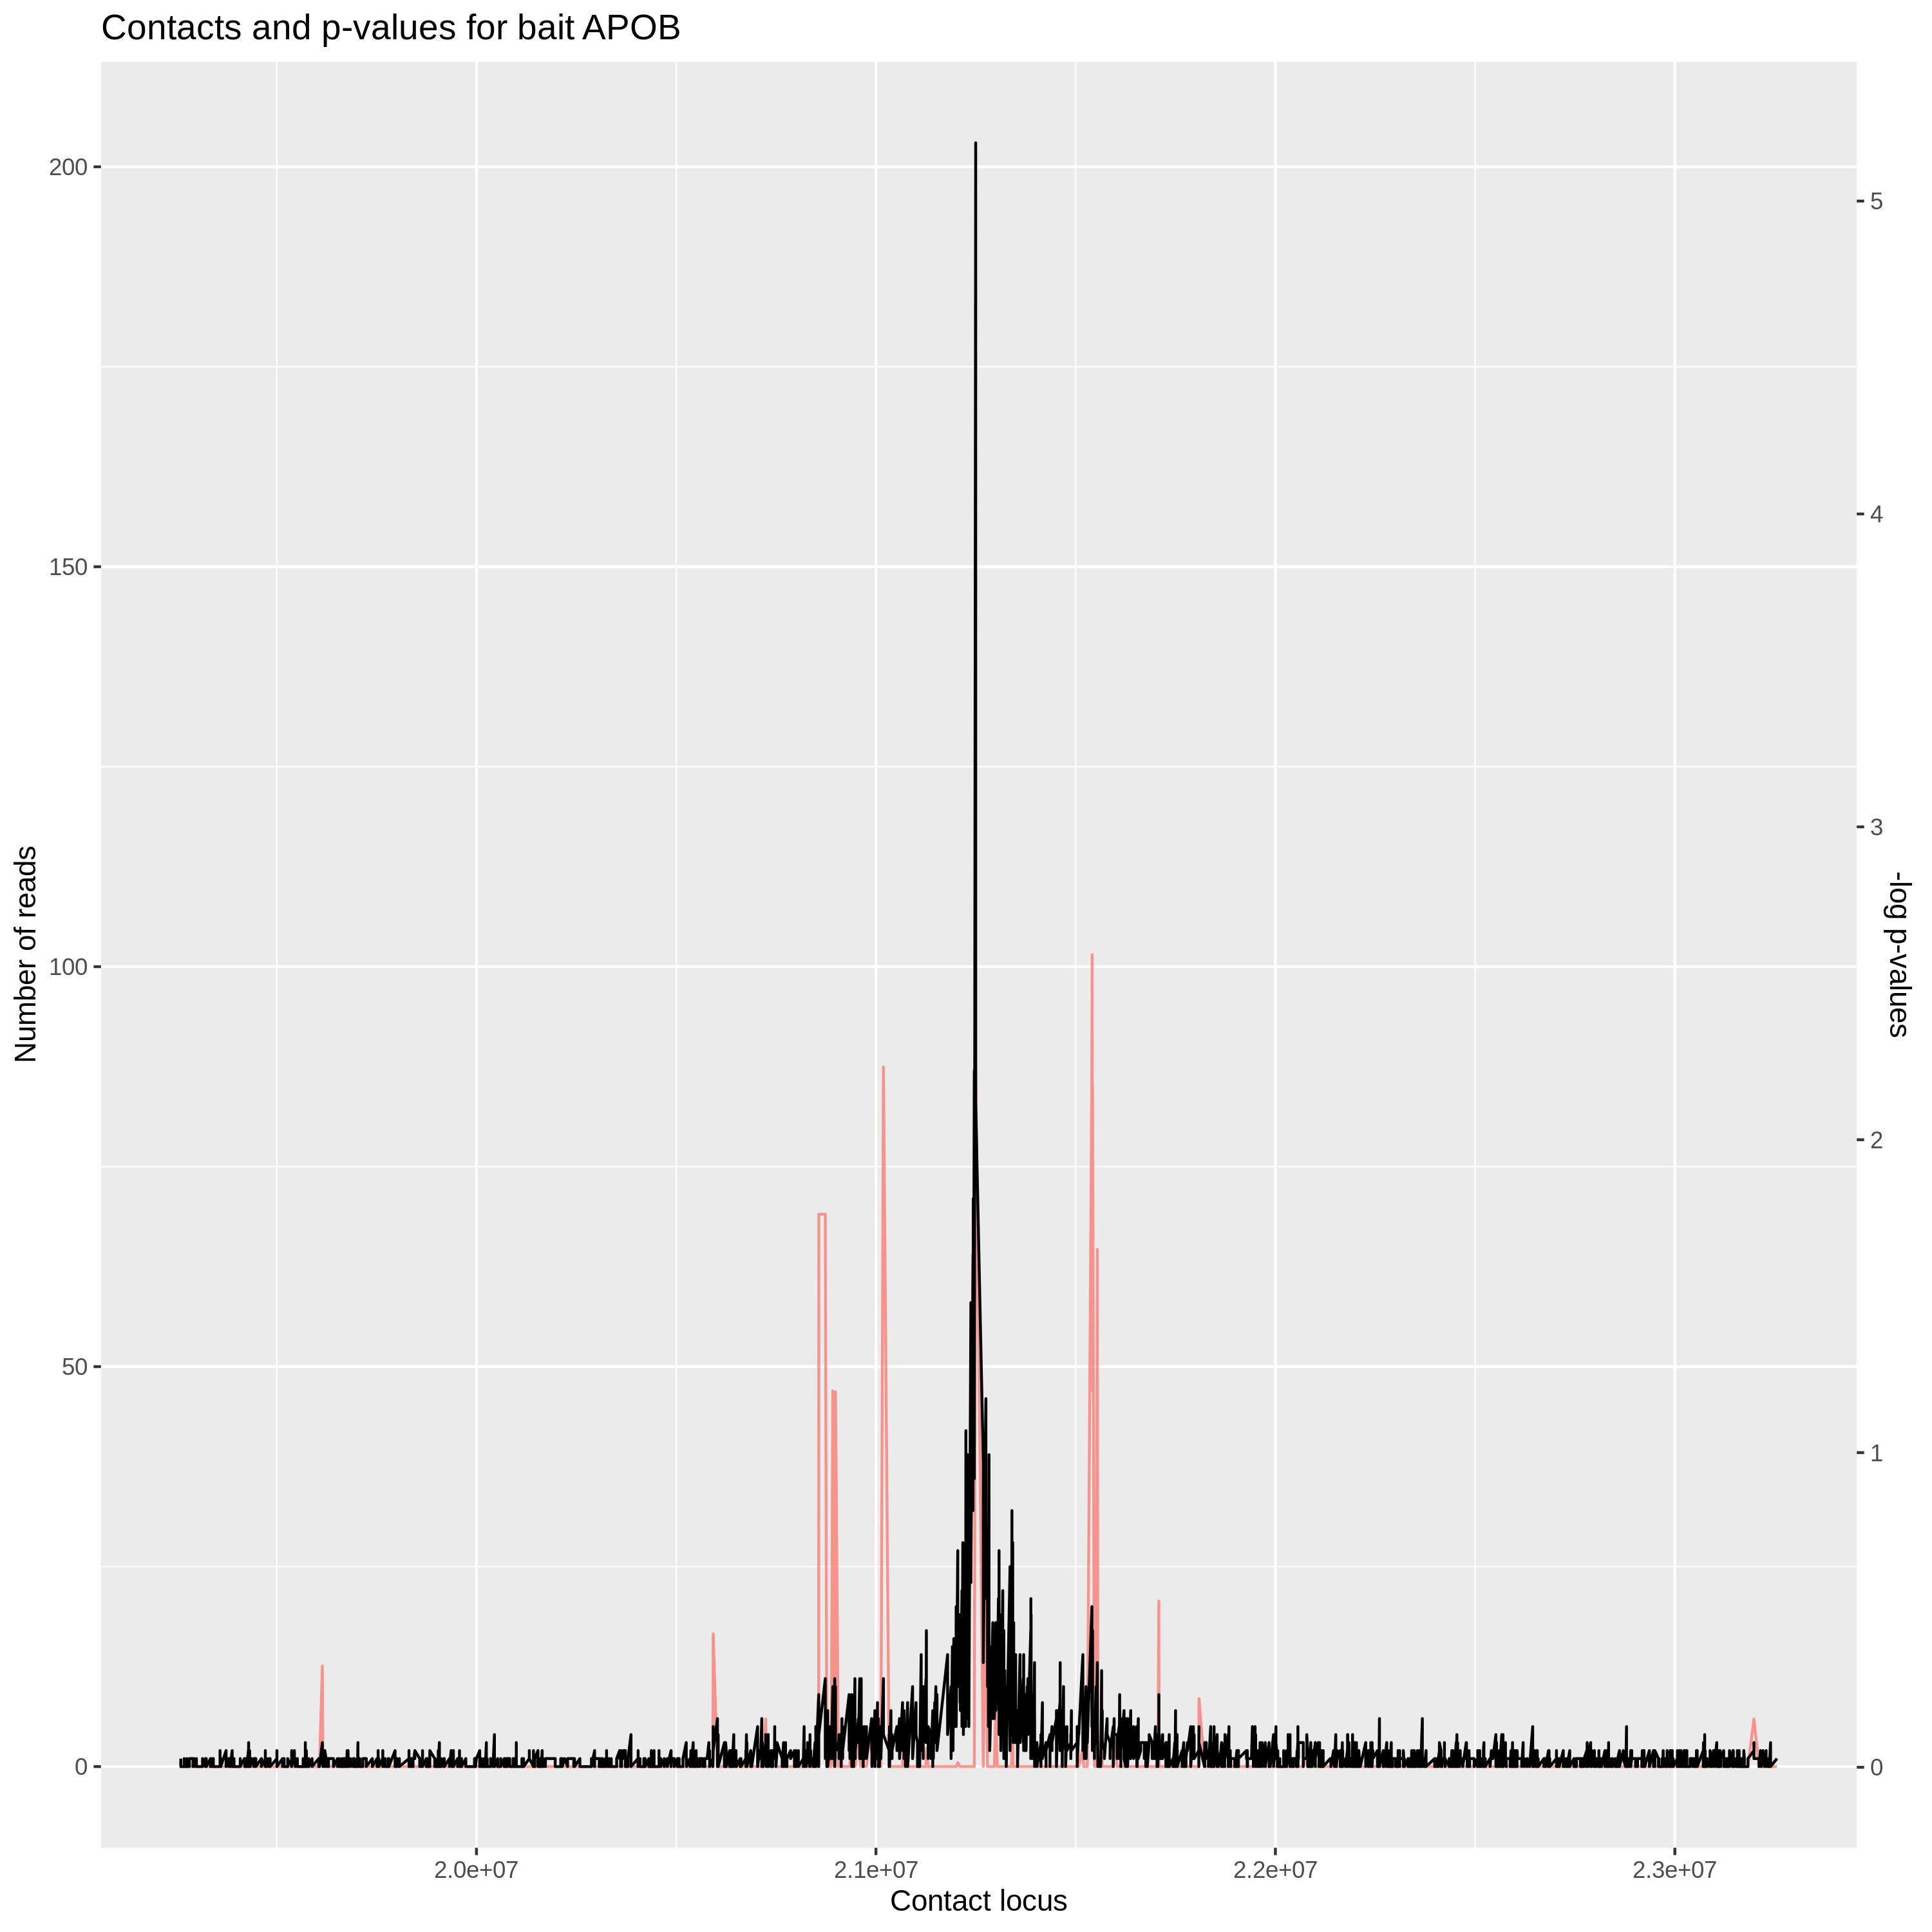 Contacts and p-values for bait APOB
200
150
100
50
0
Number of reads
5
4
3
2
1
0
-log p-values
2.0e+07
2.1e+07
2.2e+07
2.3e+07
Contact locus